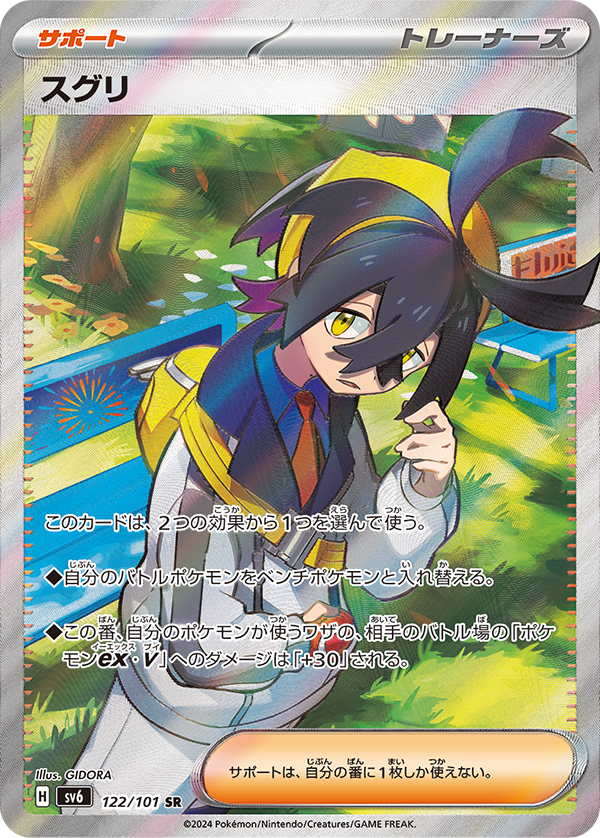 サポート
トレーナーズ
スグリ
このカードは、2つの効果から1つを選んで使う。
◆自分のバトルポケモンをベンチポケモンと入れ替える。
◆この番、自分のポケモンが使うワザの、相手のバトル場の「ポケ
モンex・V」へのダメージは「+30」される。
サポートは、自分の番に1枚しか使えない。
Illus. GIDORA
H sv6 122/101 SR
©2024 Pokémon/Nintendo/Creatures/GAME FREAK.